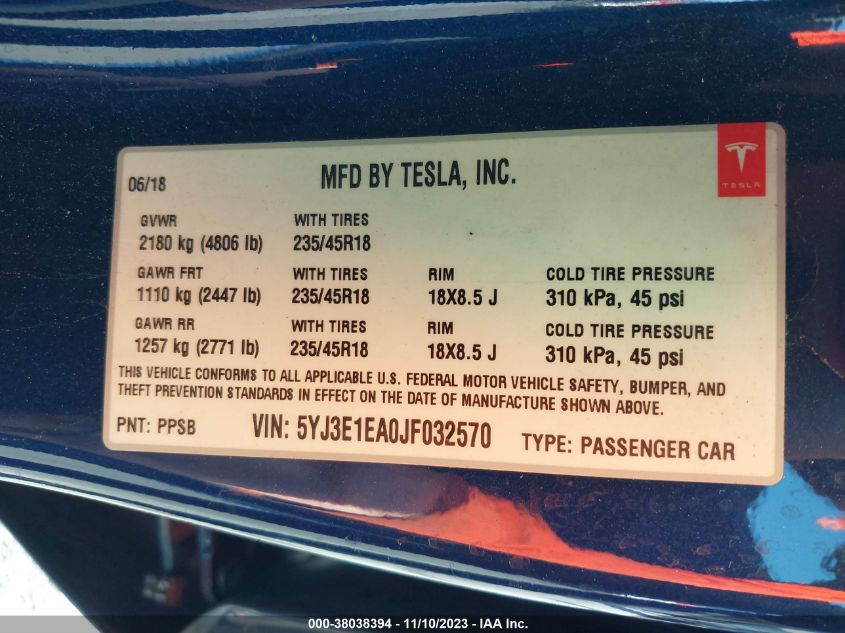 06/18 MFD BY TESLA, INC.
TESLA
GVWR WITH TIRES
2180 kg (4806 lb) 235/45R18
GAWR FRT WITH TIRES RIM COLD TIRE PRESSURE
1110 kg (2447 lb) 235/45R18 18X8.5 J 310 kPa, 45 psi
GAWR RR WITH TIRES RIM COLD TIRE PRESSURE
1257 kg (2771 lb) 235/45R18 18X8.5 J 310 kPa, 45 psi
THIS VEHICLE CONFORMS TO ALL APPLICABLE U.S. FEDERAL MOTOR VEHICLE SAFETY, BUMPER, AND
THEFT PREVENTION STANDARDS IN EFFECT ON THE DATE OF MANUFACTURE SHOWN ABOVE.
PNT: PPSB VIN: 5YJ3E1EA0JF032570 TYPE: PASSENGER CAR
000-38038394 - 11/10/2023 - IAA Inc.